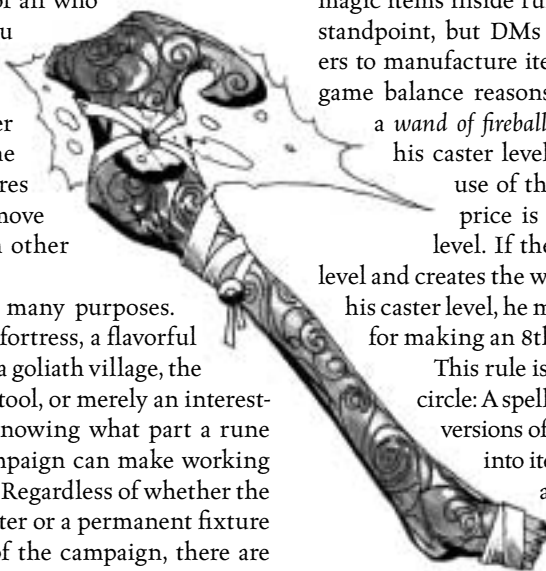 of all who
u
er
ne
res
move
n other
many purposes.
fortress, a flavorful
a goliath village, the
tool, or merely an interest-
nowing what part a rune
mpaign can make working
Regardless of whether the
ter or a permanent fixture
of the campaign, there are
magic items inside ru
standpoint, but DMs
ers to manufacture ite
game balance reasons
a wand of fireball
his caster level
use of th
price is
level. If the
level and creates the w
his caster level, he m
for making an 8th
This rule is
circle: A spell
versions of
into ite
a